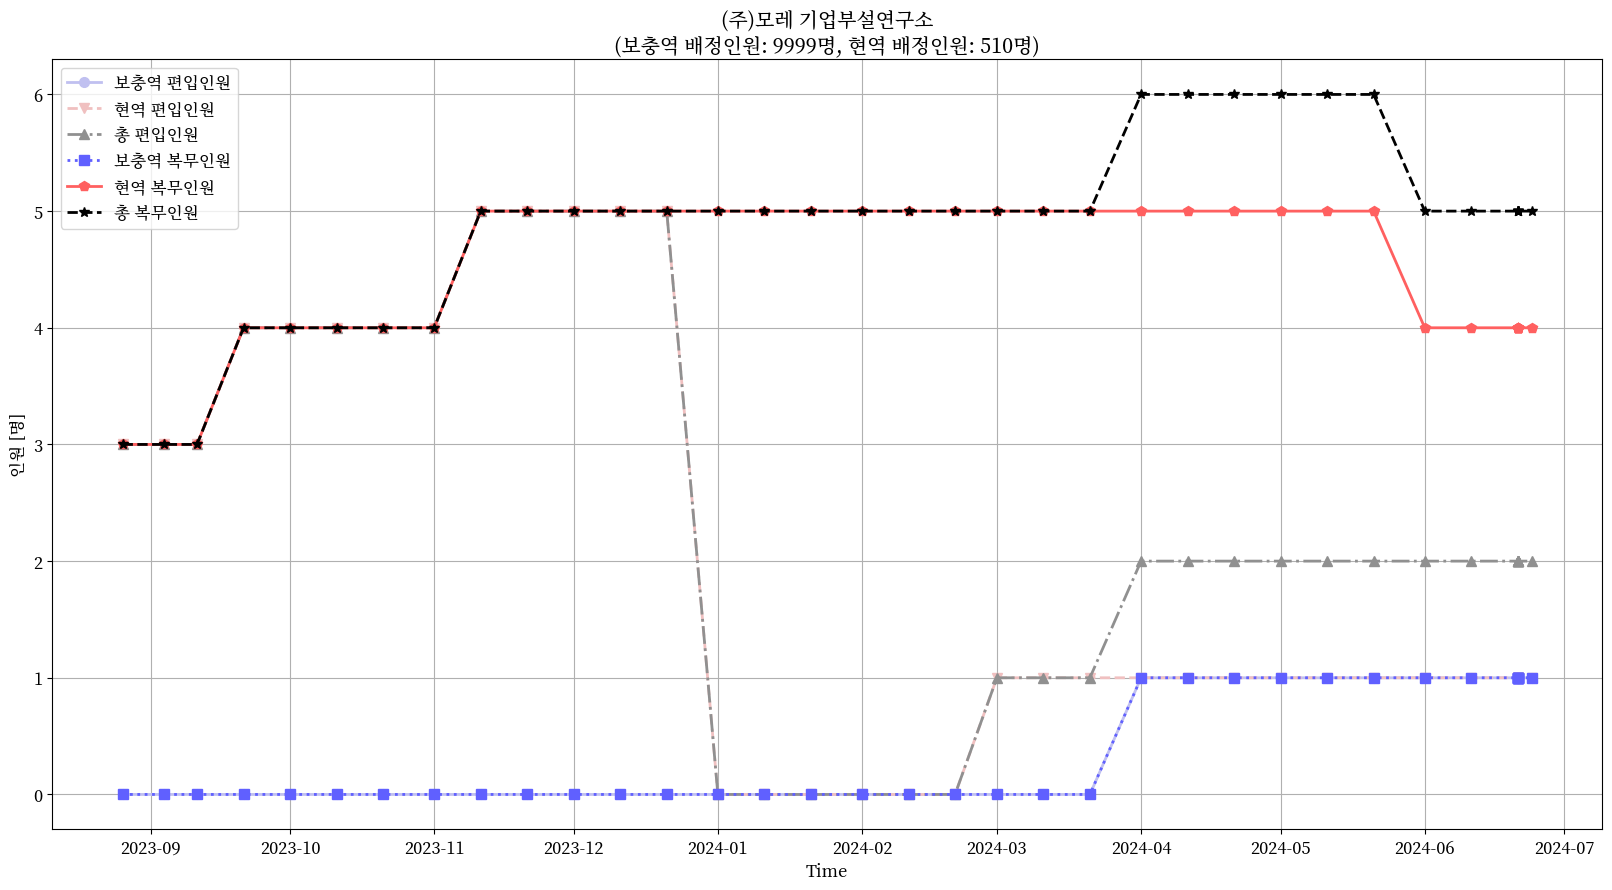 (주)모레 기업부설연구소
(보충역 배정인원: 9999명, 현역 배정인원: 510명)
보충역 편입인원
현역 편입인원
총 편입인원
보충역 복무인원
현역 복무인원
총 복무인원
6
5
4
3
2
1
0
인원 [명]
2023-09 2023-10 2023-11 2023-12 2024-01 2024-02 2024-03 2024-04 2024-05 2024-06 2024-07
Time